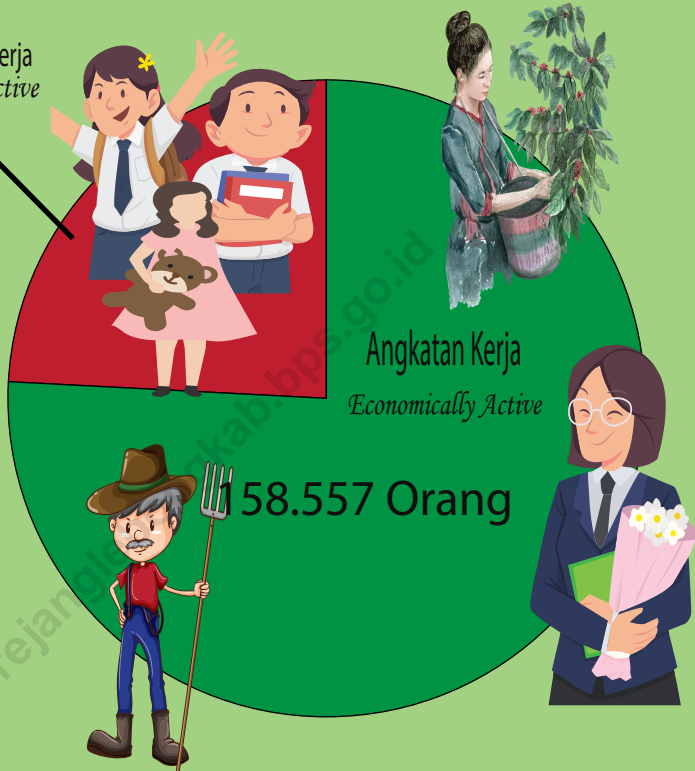 erja
ctive
Angkatan Kerja
Economically Active
158.557 Orang